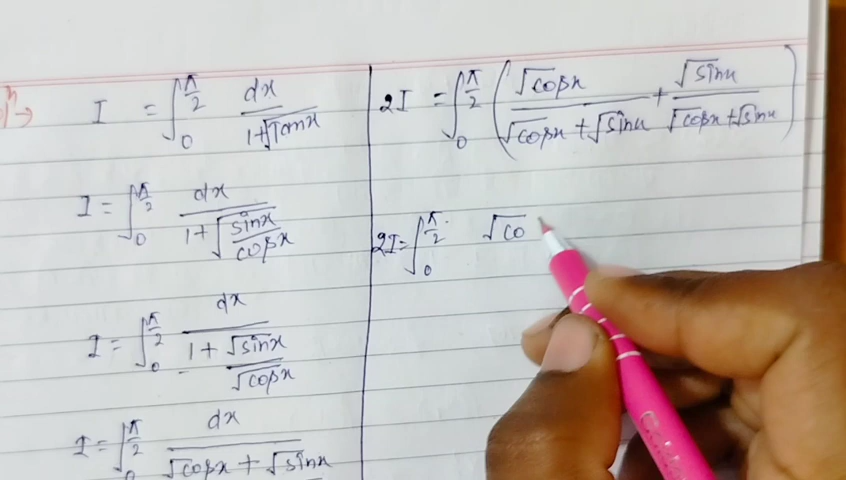 I = ∫₀^(π/2) dx / (1+√tanx)
I = ∫₀^(π/2) dx / (1+√(sinx/cosx))
I = ∫₀^(π/2) dx / (1 + √sinx/√cosx)
I = ∫₀^(π/2) dx / (√cosx + √sinx
2I = ∫₀^(π/2) (√cosx / (√cosx + √sinx) + √sinx / (√cosx + √sinx))
2I = ∫₀^(π/2) √co